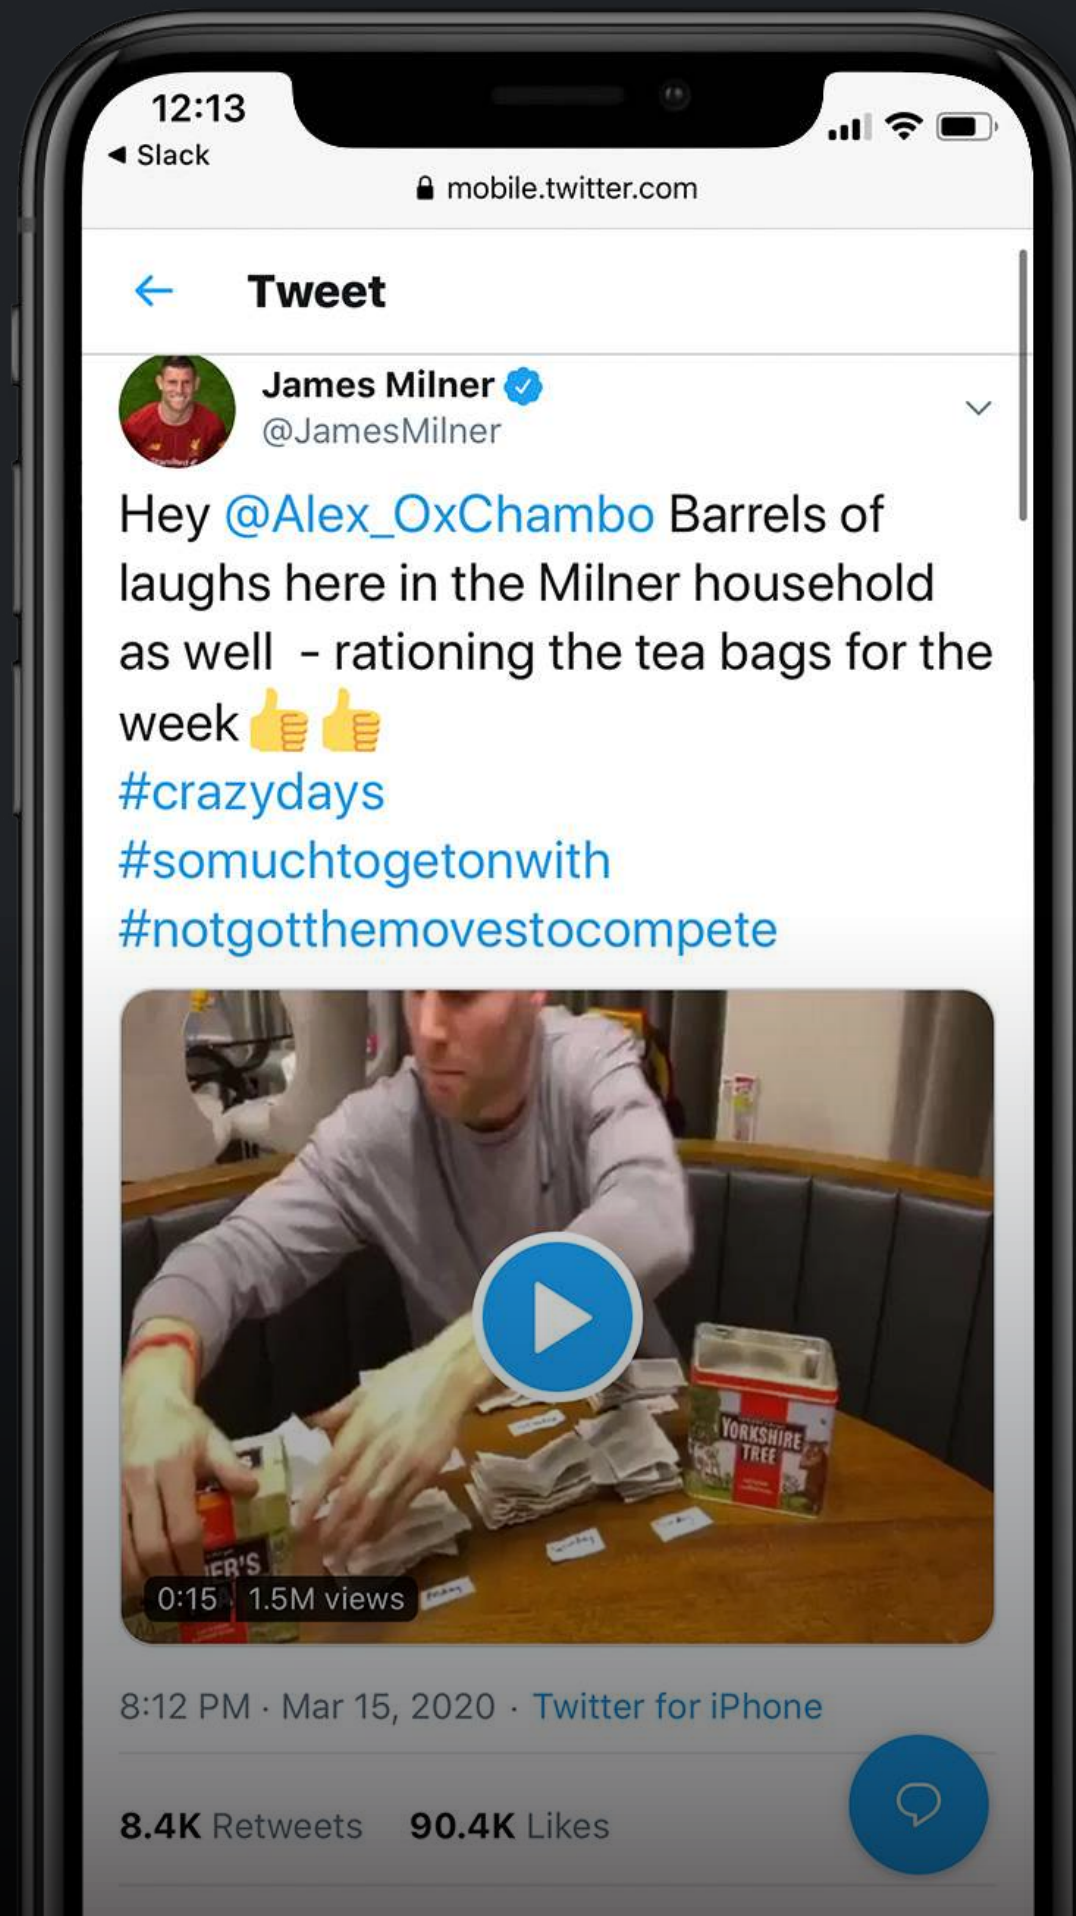 12:13
◀ Slack
mobile.twitter.com
Tweet
James Milner
@JamesMilner
Hey @Alex_OxChambo Barrels of
laughs here in the Milner household
as well - rationing the tea bags for the
week👍👍
#crazydays
#somuchtogetonwith
#notgotthemovestocompete
YORKSHIRE
TREE
ER'S
0:15 1.5M views
8:12 PM · Mar 15, 2020 · Twitter for iPhone
8.4K Retweets 90.4K Likes